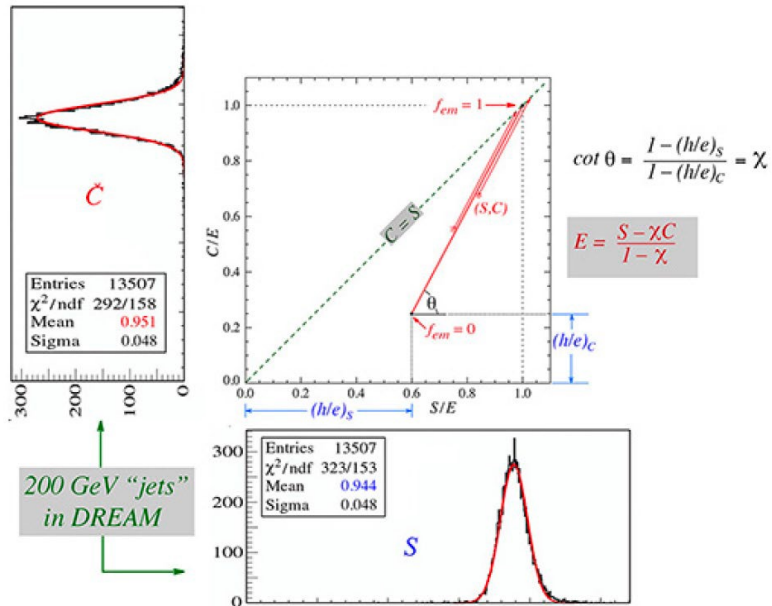 300
200
100
0
Č
Entries 13507
χ²/ndf 292/158
Mean 0.951
Sigma 0.048
C/E
1.0
0.8
0.6
0.4
0.2
0.0
0.0 0.2 0.4 0.6 0.8 1.0
S/E
f_em = 1
C = S
(S,C)
θ
f_em = 0
(h/e)_C
(h/e)_S
cot θ = 1 – (h/e)_S / 1 – (h/e)_C = χ
E = S – χC / 1 – χ
200 GeV "jets"
in DREAM
300
200
100
0
Entries 13507
χ²/ndf 323/153
Mean 0.944
Sigma 0.048
S